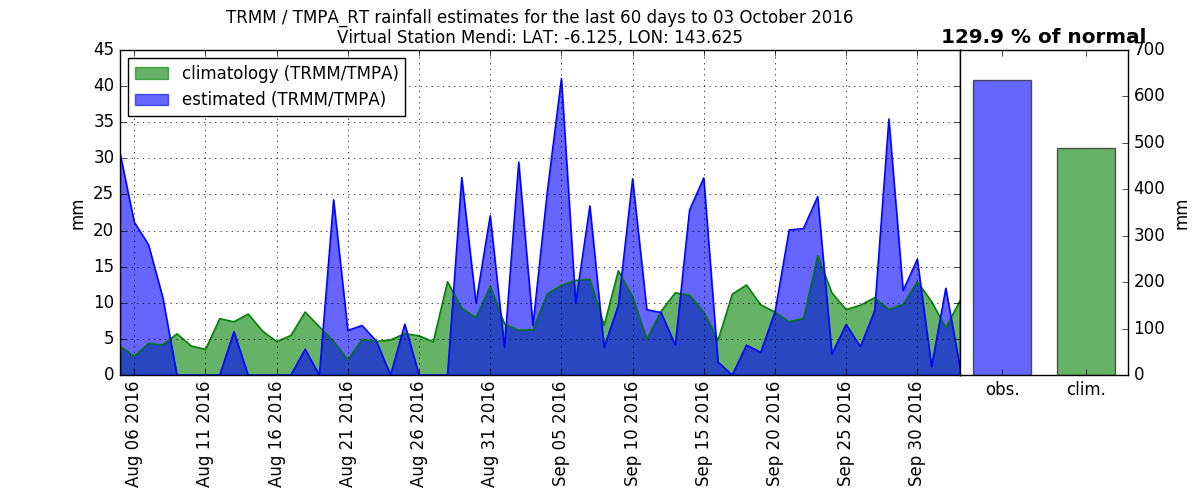 TRMM / TMPA_RT rainfall estimates for the last 60 days to 03 October 2016
Virtual Station Mendi: LAT: -6.125, LON: 143.625
129.9 % of normal
climatology (TRMM/TMPA)
estimated (TRMM/TMPA)
mm
45
40
35
30
25
20
15
10
5
0
Aug 06 2016
Aug 11 2016
Aug 16 2016
Aug 21 2016
Aug 26 2016
Aug 31 2016
Sep 05 2016
Sep 10 2016
Sep 15 2016
Sep 20 2016
Sep 25 2016
Sep 30 2016
obs.
clim.
700
600
500
400
300
200
100
0
mm